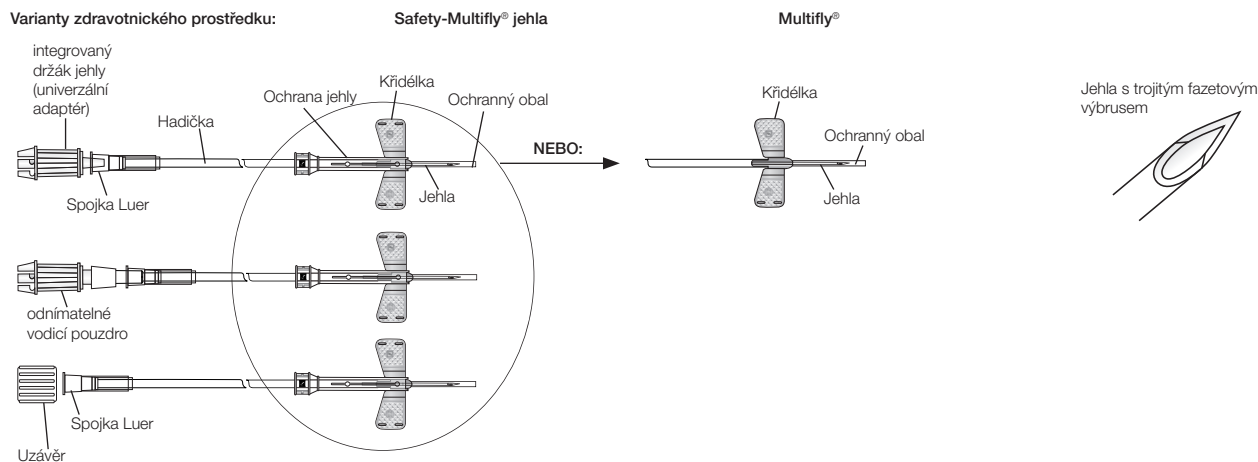 Varianty zdravotnického prostředku:
Safety-Multifly® jehla
Multifly®
integrovaný
držák jehly
(univerzální
adaptér)
Hadička
Ochrana jehly
Křidélka
Ochranný obal
Spojka Luer
Jehla
NEBO:
Křidélka
Ochranný obal
Jehla
Jehla s trojitým fazetovým
výbrusem
odnímatelné
vodicí pouzdro
Spojka Luer
Uzávěr